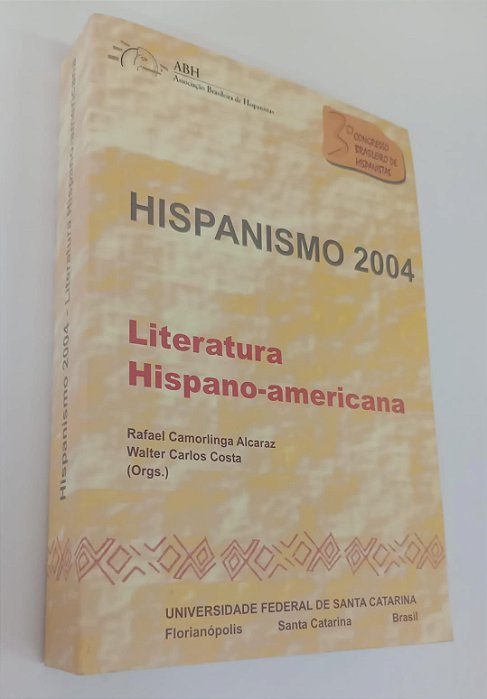 ABH
Associação Brasileira de Hispanistas
3º CONGRESSO
BRASILEIRO DE
HISPANISTAS
HISPANISMO 2004
Literatura
Hispano-americana
Rafael Camorlinga Alcaraz
Walter Carlos Costa
(Orgs.)
UNIVERSIDADE FEDERAL DE SANTA CATARINA
Florianópolis Santa Catarina Brasil
Hispanismo 2004 - Literatura Hispano-americana